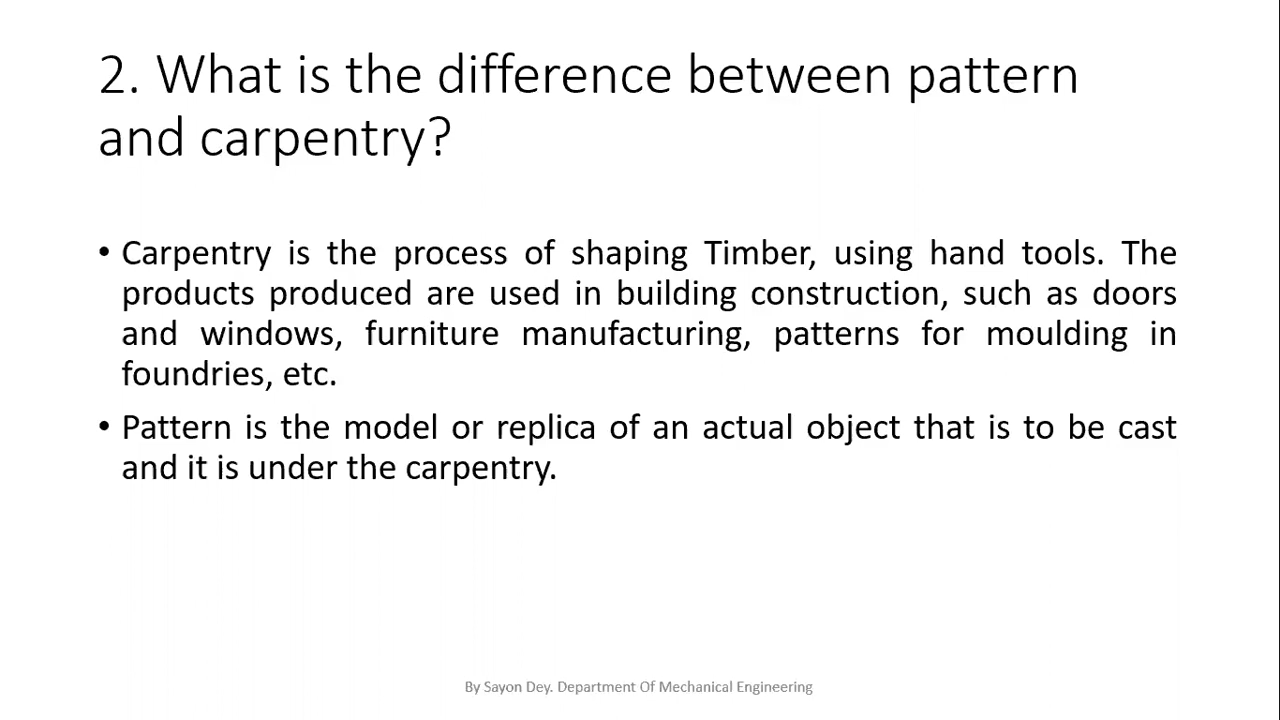 2. What is the difference between pattern
and carpentry?
• Carpentry is the process of shaping Timber, using hand tools. The
products produced are used in building construction, such as doors
and windows, furniture manufacturing, patterns for moulding in
foundries, etc.
• Pattern is the model or replica of an actual object that is to be cast
and it is under the carpentry.
By Sayon Dey. Department Of Mechanical Engineering